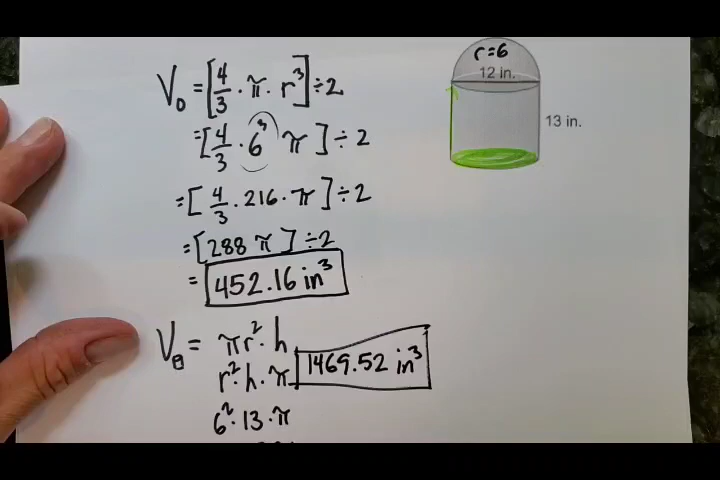 V = [4/3 · π · r³] ÷ 2
= [4/3 · 6³ π] ÷ 2
= [4/3 · 216 · π] ÷ 2
= [288 π] ÷ 2
= 452.16 in³
V = πr² · h
r² · h · π
1469.52 in³
6² · 13 · π
r=6
12 in.
13 in.